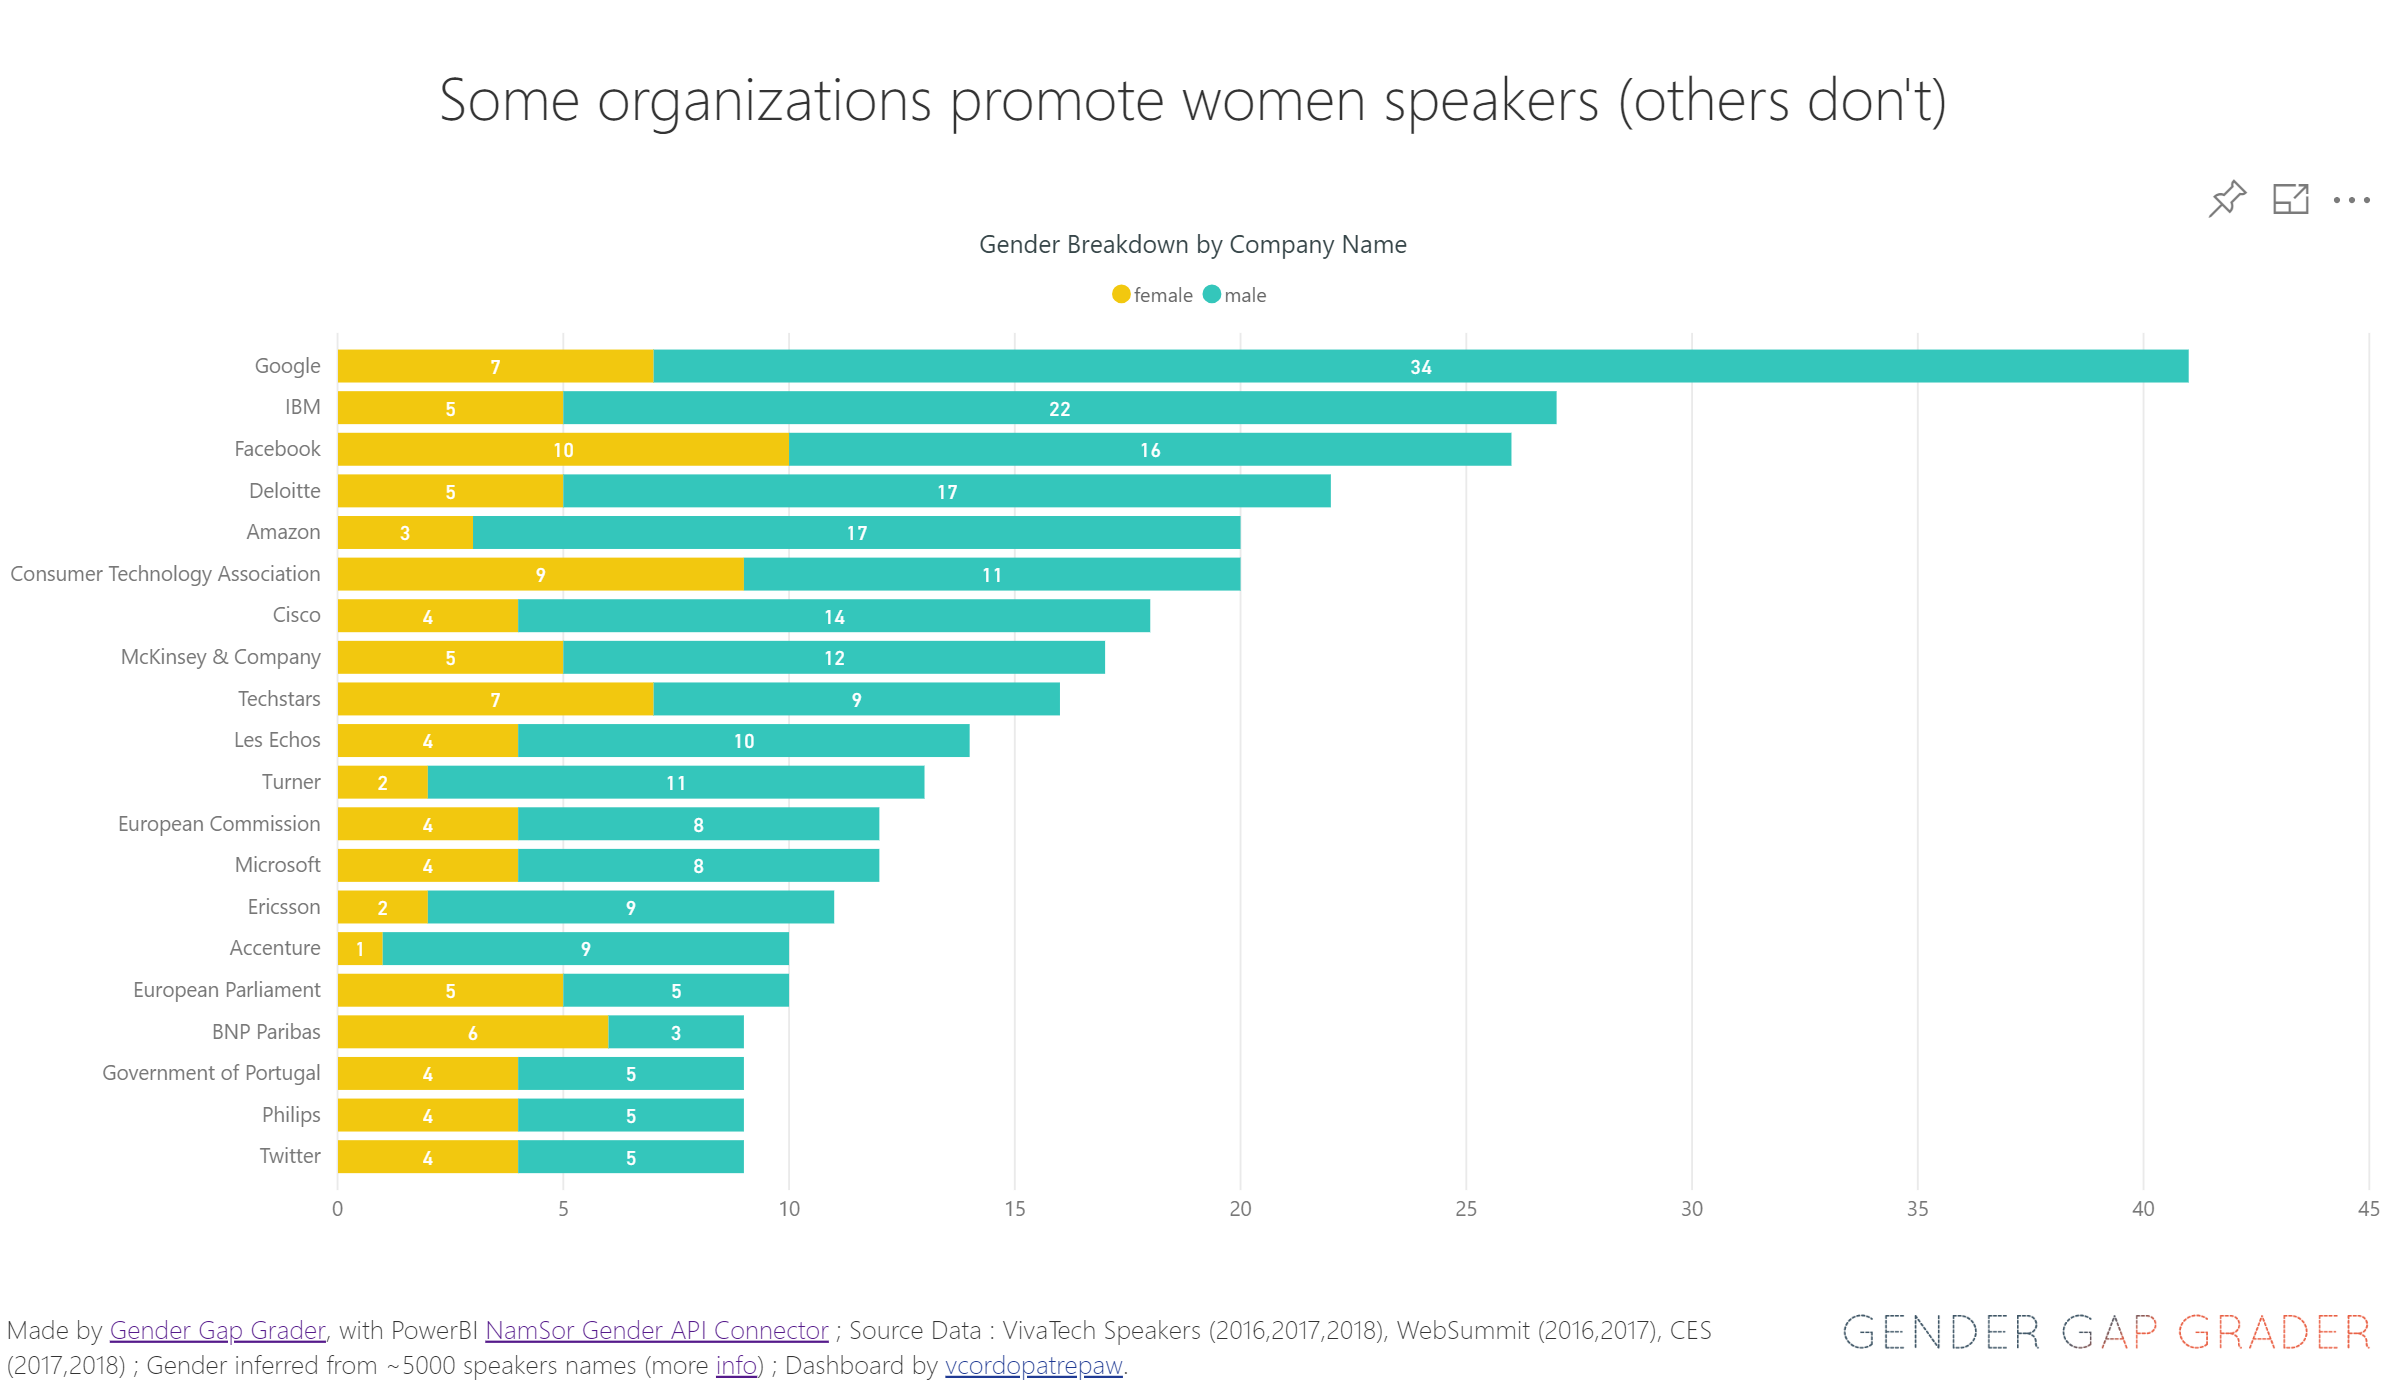 Some organizations promote women speakers (others don't)
Gender Breakdown by Company Name
female male
Google 7 34
IBM 5 22
Facebook 10 16
Deloitte 5 17
Amazon 3 17
Consumer Technology Association 9 11
Cisco 4 14
McKinsey & Company 5 12
Techstars 7 9
Les Echos 4 10
Turner 2 11
European Commission 4 8
Microsoft 4 8
Ericsson 2 9
Accenture 1 9
European Parliament 5 5
BNP Paribas 6 3
Government of Portugal 4 5
Philips 4 5
Twitter 4 5
0 5 10 15 20 25 30 35 40 45
Made by Gender Gap Grader, with PowerBI NamSor Gender API Connector ; Source Data : VivaTech Speakers (2016,2017,2018), WebSummit (2016,2017), CES
(2017,2018) ; Gender inferred from ~5000 speakers names (more info) ; Dashboard by vcordopatrepaw.
GENDER GAP GRADER